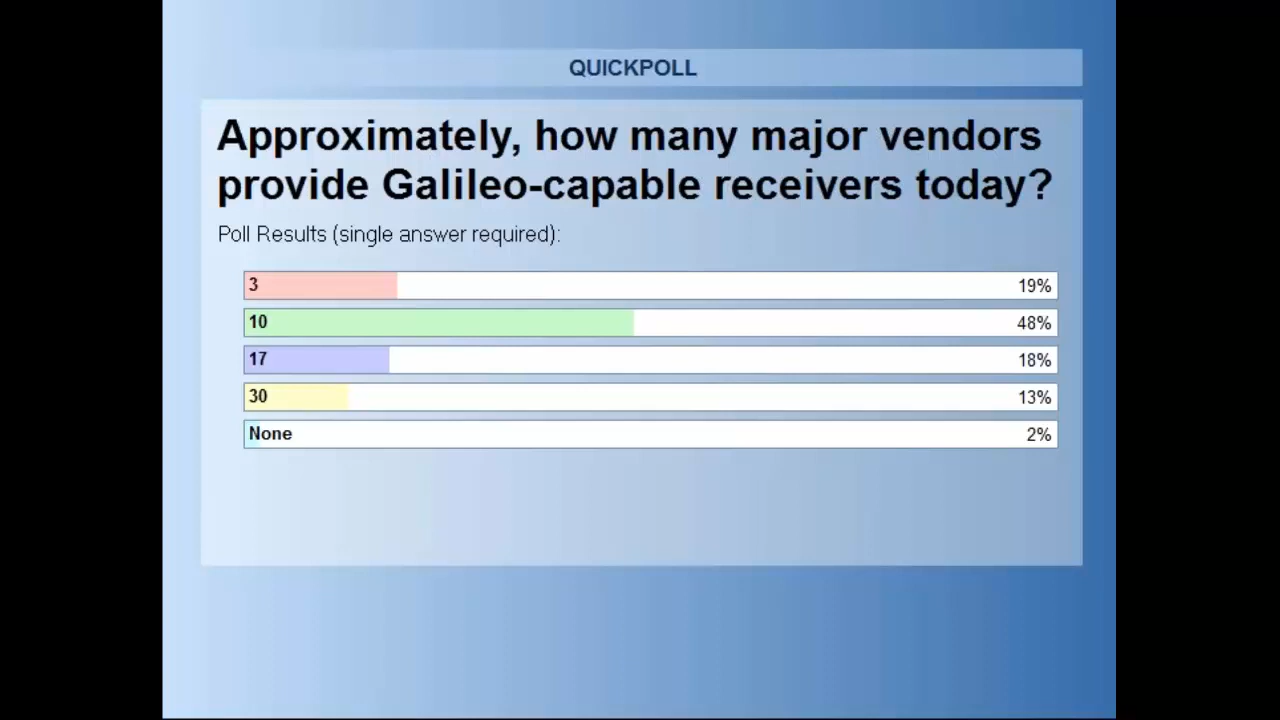 QUICKPOLL
Approximately, how many major vendors
provide Galileo-capable receivers today?
Poll Results (single answer required):
3 19%
10 48%
17 18%
30 13%
None 2%